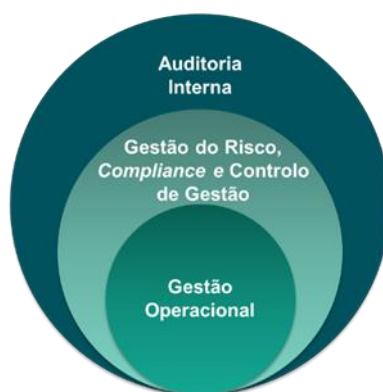 Auditoria
Interna
Gestão do Risco,
Compliance e Controlo
de Gestão
Gestão
Operacional